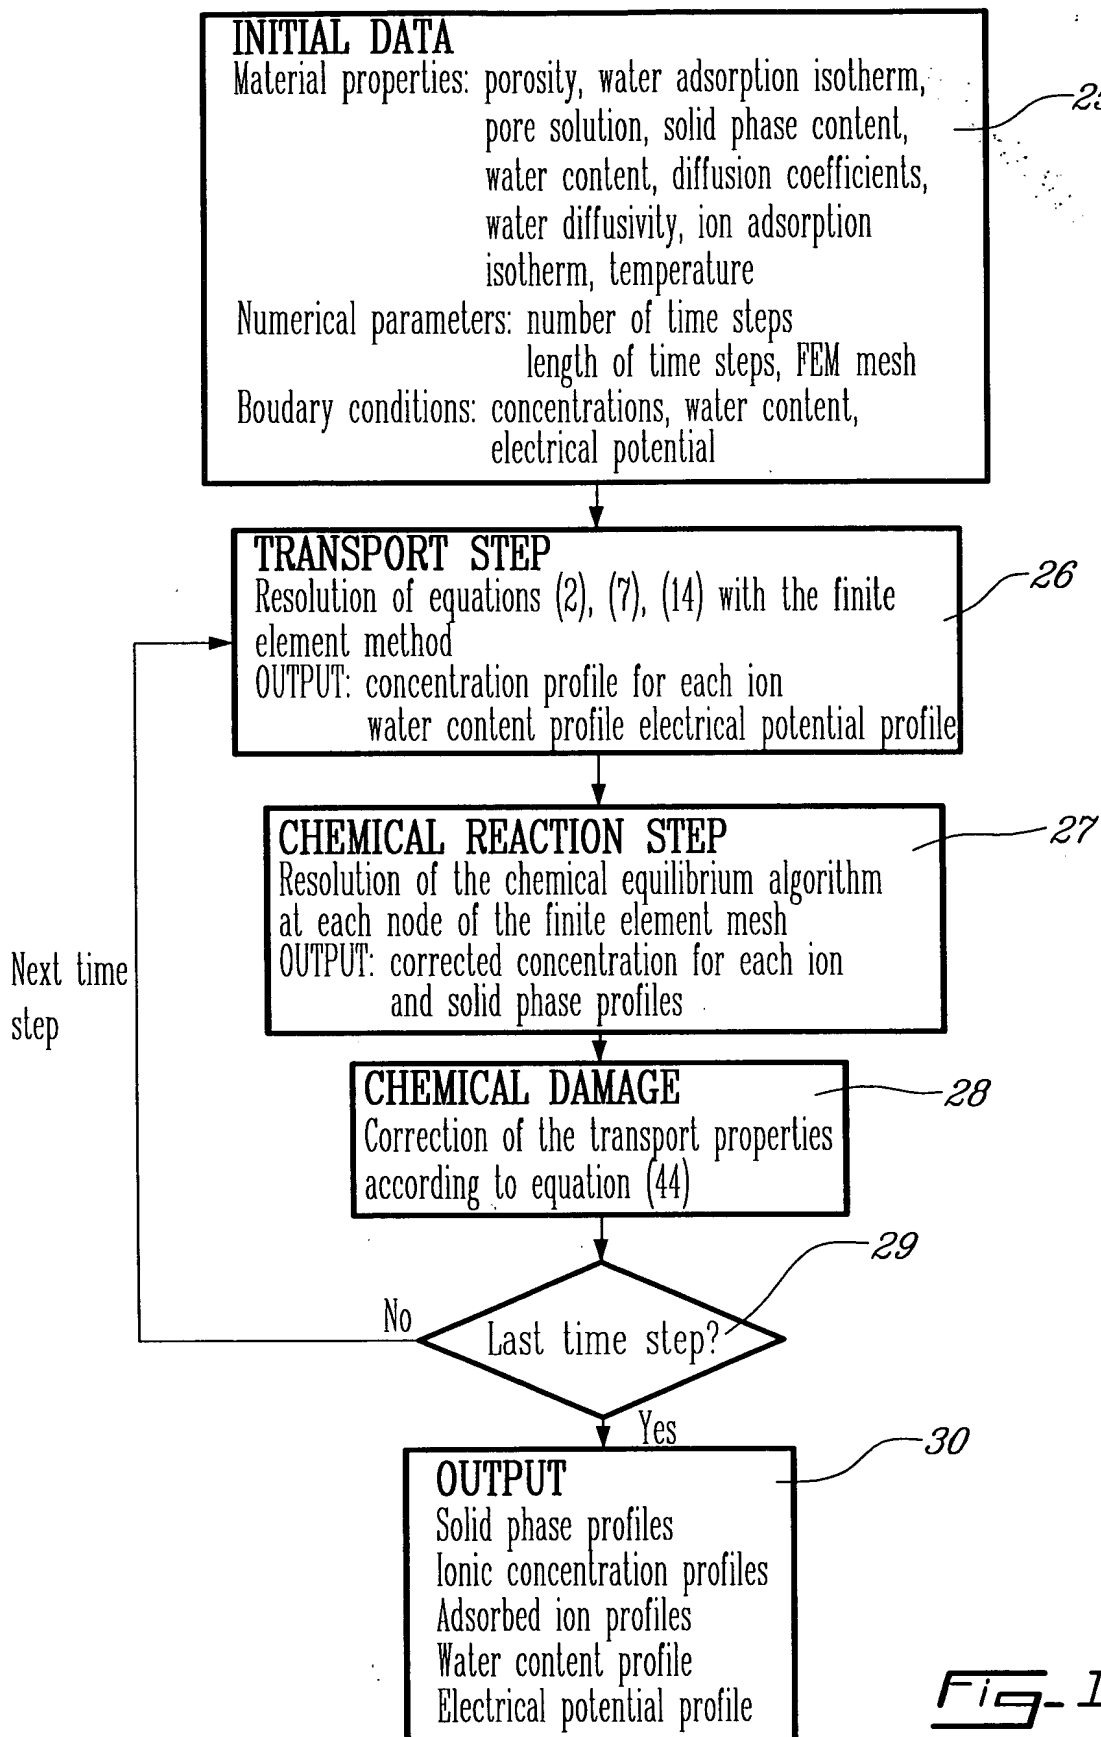 INITIAL DATA
Material properties: porosity, water adsorption isotherm,
pore solution, solid phase content,
water content, diffusion coefficients,
water diffusivity, ion adsorption
isotherm, temperature
Numerical parameters: number of time steps
length of time steps, FEM mesh
Boudary conditions: concentrations, water content,
electrical potential
TRANSPORT STEP
Resolution of equations (2), (7), (14) with the finite
element method
OUTPUT: concentration profile for each ion
water content profile electrical potential profile
26
CHEMICAL REACTION STEP
Resolution of the chemical equilibrium algorithm
at each node of the finite element mesh
OUTPUT: corrected concentration for each ion
and solid phase profiles
27
Next time
step
CHEMICAL DAMAGE
Correction of the transport properties
according to equation (44)
28
Last time step?
29
No
Yes
OUTPUT
Solid phase profiles
Ionic concentration profiles
Adsorbed ion profiles
Water content profile
Electrical potential profile
30
Fig-1